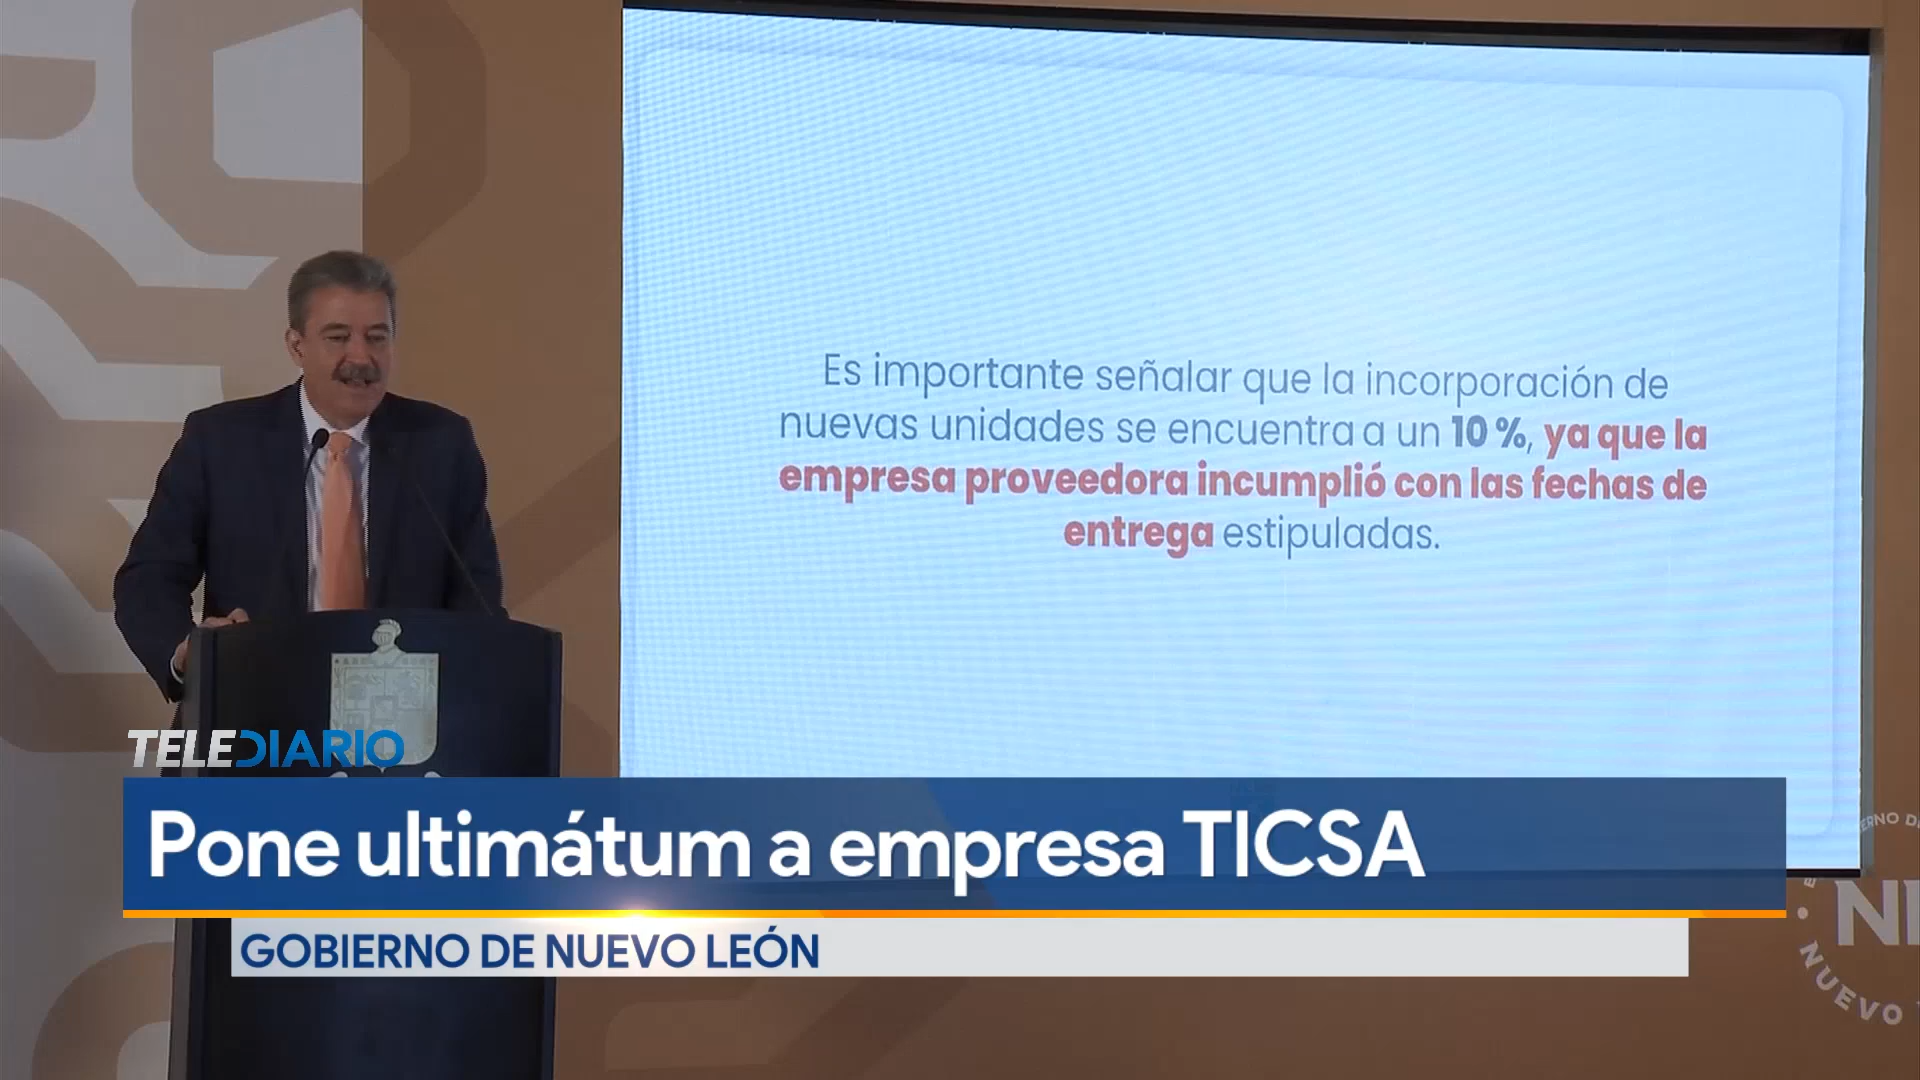 Es importante señalar que la incorporación de
nuevas unidades se encuentra a un 10 %, ya que la
empresa proveedora incumplió con las fechas de
entrega estipuladas.
TELEDIARIO
Pone ultimátum a empresa TICSA
GOBIERNO DE NUEVO LEÓN
NUEVO